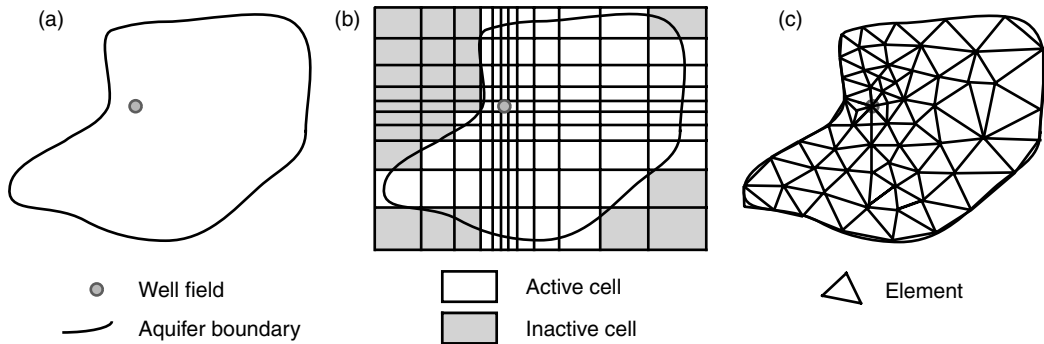 (a)
(b)
(c)
Well field
Aquifer boundary
Active cell
Inactive cell
Element